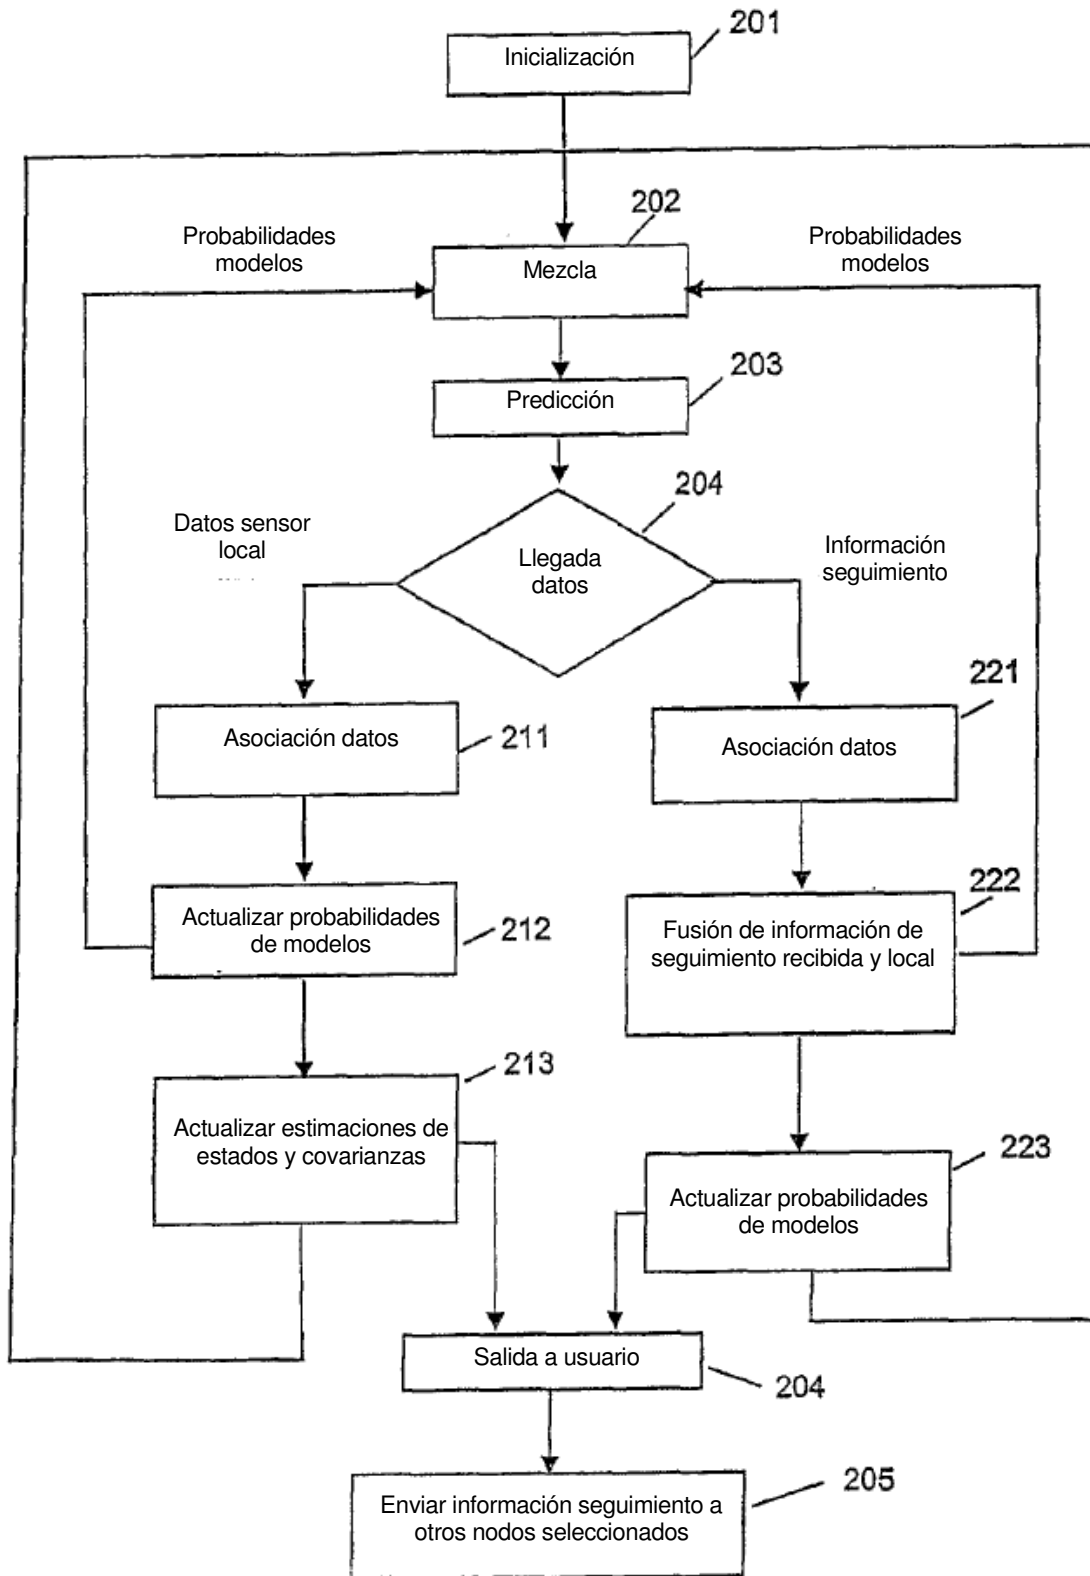 201
Inicialización
202
Probabilidades
modelos
Probabilidades
modelos
Mezcla
203
Predicción
204
Datos sensor
local
Llegada
datos
Información
seguimiento
221
Asociación datos
211
Asociación datos
222
Actualizar probabilidades
de modelos
212
Fusión de información de
seguimiento recibida y local
213
Actualizar estimaciones de
estados y covarianzas
223
Actualizar probabilidades
de modelos
Salida a usuario
204
205
Enviar información seguimiento a
otros nodos seleccionados